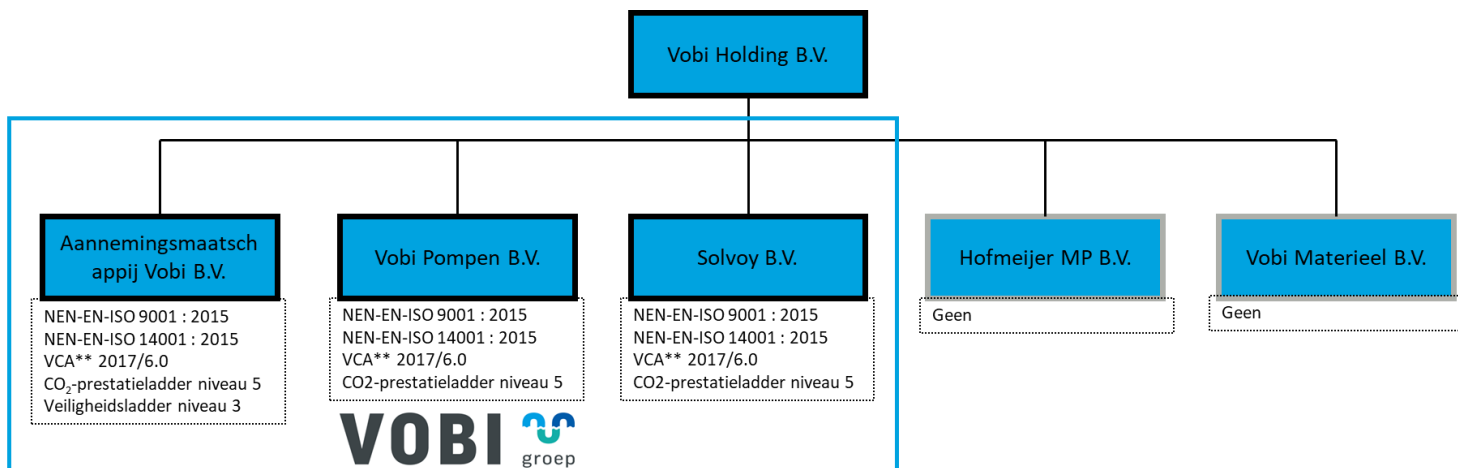 Vobi Holding B.V.
Aannemingsmaatsch
appij Vobi B.V.
NEN-EN-ISO 9001 : 2015
NEN-EN-ISO 14001 : 2015
VCA** 2017/6.0
CO₂-prestatieladder niveau 5
Veiligheidsladder niveau 3
Vobi Pompen B.V.
NEN-EN-ISO 9001 : 2015
NEN-EN-ISO 14001 : 2015
VCA** 2017/6.0
CO2-prestatieladder niveau 5
Solvoy B.V.
NEN-EN-ISO 9001 : 2015
NEN-EN-ISO 14001 : 2015
VCA** 2017/6.0
CO2-prestatieladder niveau 5
Hofmeijer MP B.V.
Geen
Vobi Materieel B.V.
Geen
VOBI
groep